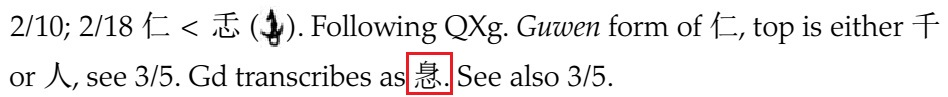 2/10; 2/18 仁 < 忎 (). Following QXg. Guwen form of 仁, top is either 千
or 人, see 3/5. Gd transcribes as . See also 3/5.